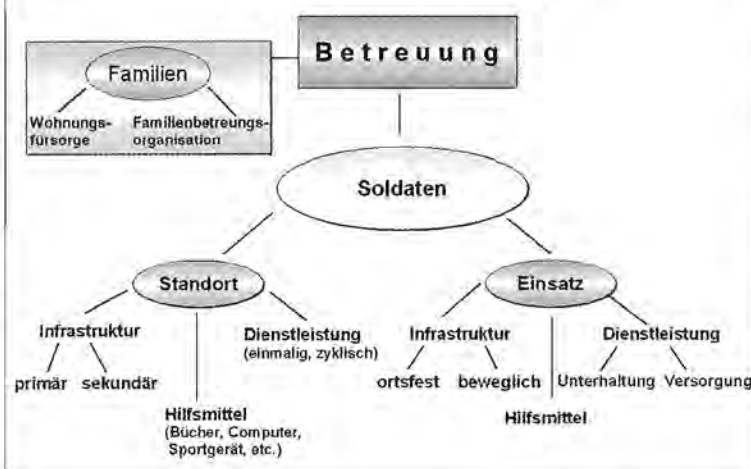 Betreuung
Familien
Wohnungs-
fürsorge
Familienbetreungs-
organisation
Soldaten
Standort
Einsatz
Infrastruktur
primär sekundär
Dienstleistung
(einmalig, zyklisch)
Hilfsmittel
(Bücher, Computer,
Sportgerät, etc.)
Infrastruktur
ortsfest beweglich
Dienstleistung
Unterhaltung Versorgung
Hilfsmittel